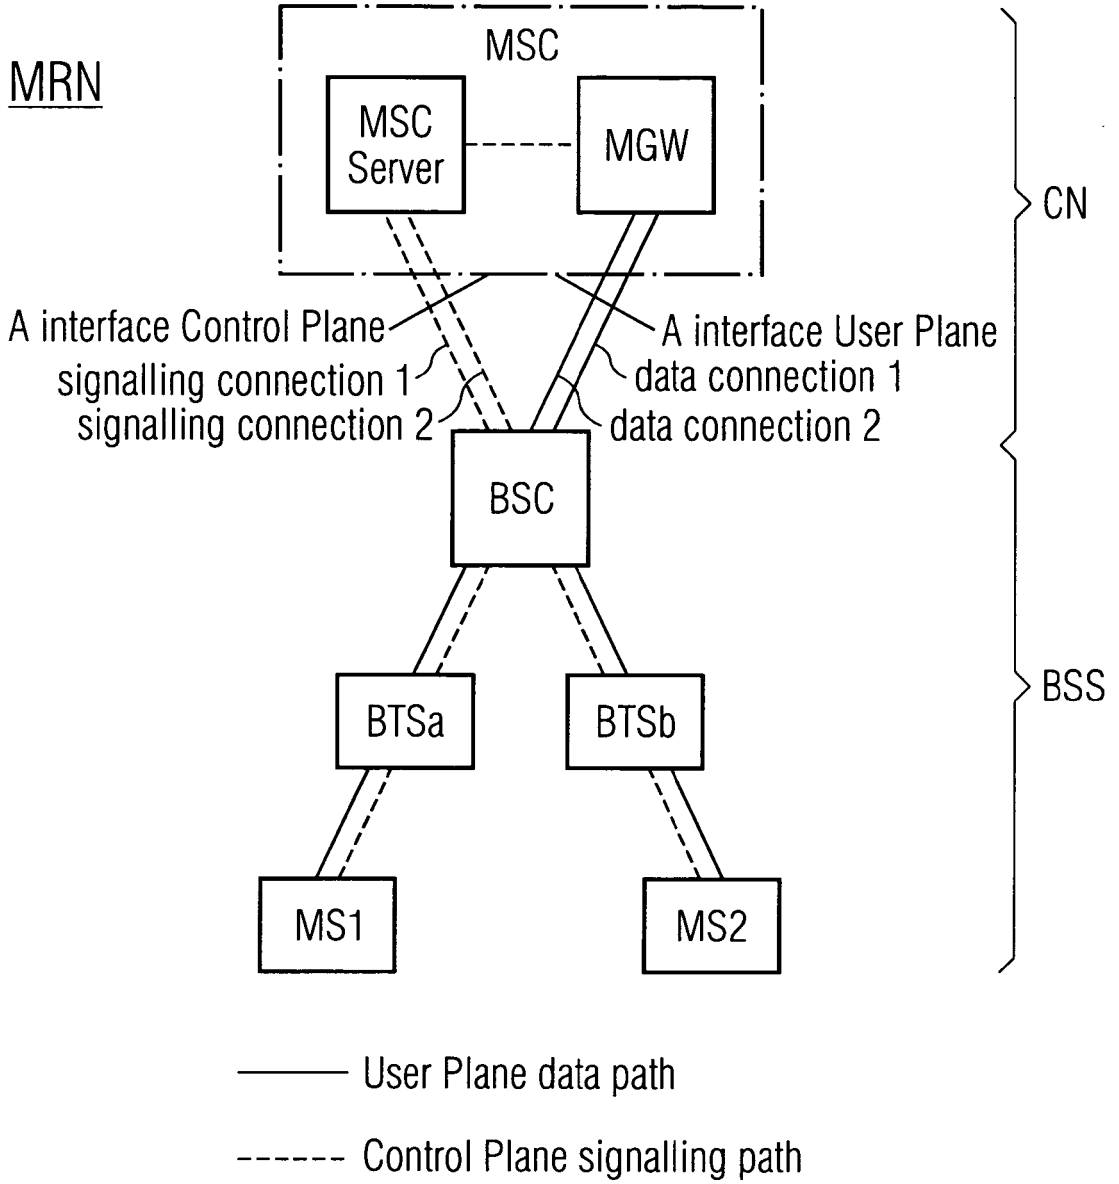 MRN
MSC
MSC
Server
MGW
CN
A interface Control Plane
A interface User Plane
signalling connection 1
data connection 1
signalling connection 2
data connection 2
BSC
BSS
BTSa
BTSb
MS1
MS2
User Plane data path
Control Plane signalling path